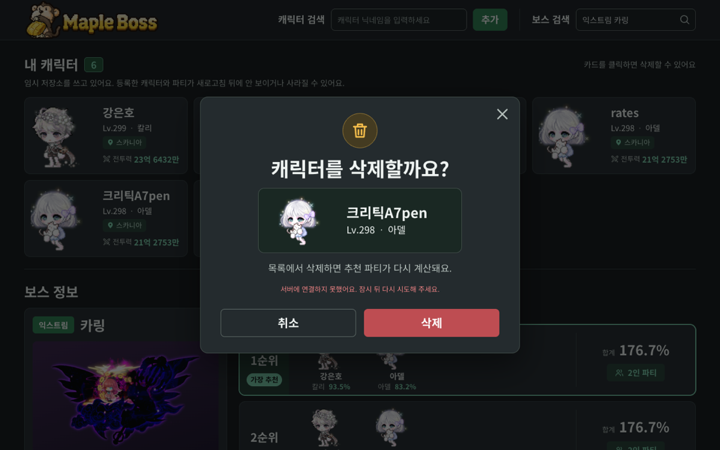 Maple Boss
캐릭터 검색
캐릭터 닉네임을 입력하세요
추가
보스 검색
익스트림 카링
내 캐릭터 6
카드를 클릭하면 삭제할 수 있어요
임시 저장소를 쓰고 있어요. 등록한 캐릭터와 파티가 새로고침 뒤에 안 보이거나 사라질 수 있어요.
강은호
Lv.299 · 칼리
스카니아
전투력 23억 6432만
rates
Lv.298 · 아델
스카니아
전투력 21억 2753만
크리틱A7pen
Lv.298 · 아델
스카니아
전투력 21억 2753만
캐릭터를 삭제할까요?
크리틱A7pen
Lv.298 · 아델
목록에서 삭제하면 추천 파티가 다시 계산돼요.
서버에 연결하지 못했어요. 잠시 뒤 다시 시도해 주세요.
취소
삭제
보스 정보
익스트림 카링
1순위
가장 추천
강은호
칼리 93.5%
아델
아델 83.2%
합계 176.7%
2인 파티
2순위
합계 176.7%
2인 파티